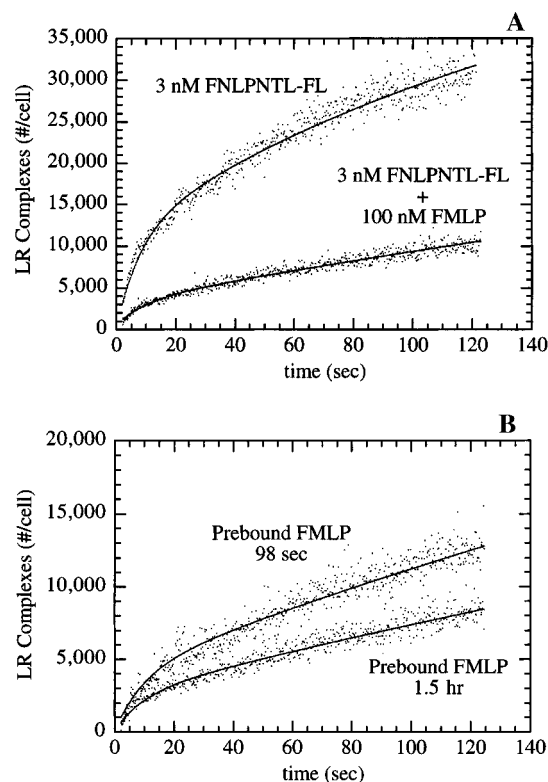 A
35,000
30,000
25,000
20,000
15,000
10,000
5,000
0
LR Complexes (#/cell)
3 nM FNLPNTL-FL
3 nM FNLPNTL-FL
+
100 nM FMLP
0 20 40 60 80 100 120 140
time (sec)
B
20,000
15,000
10,000
5,000
0
LR Complexes (#/cell)
Prebound FMLP
98 sec
Prebound FMLP
1.5 hr
0 20 40 60 80 100 120 140
time (sec)